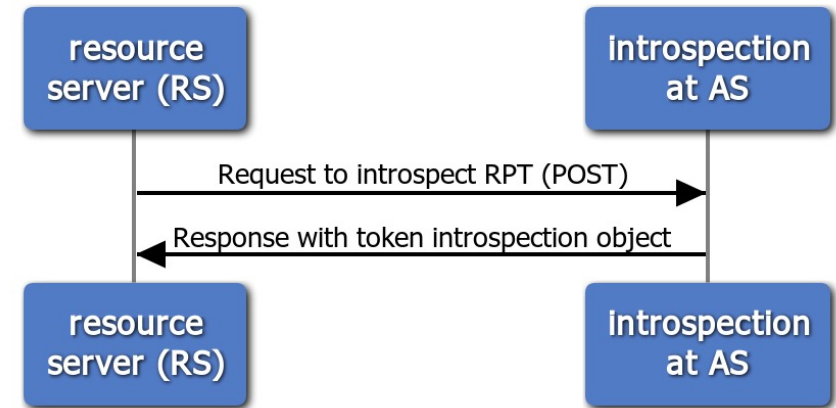 resource
server (RS)
introspection
at AS
Request to introspect RPT (POST)
Response with token introspection object
resource
server (RS)
introspection
at AS